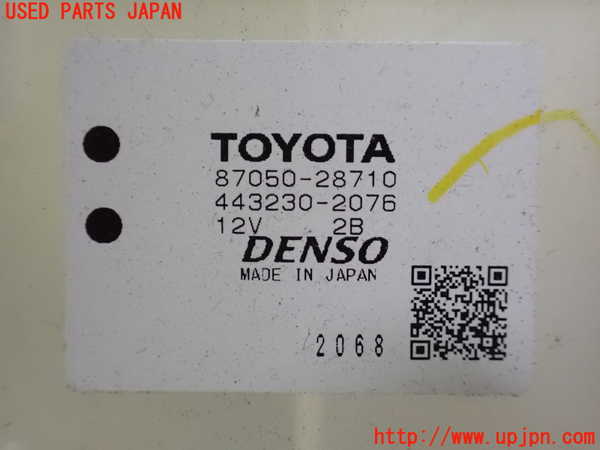 USED PARTS JAPAN
TOYOTA
87050-28710
443230-2076
12V 2B
DENSO
MADE IN JAPAN
2068
http://www.upjpn.com/